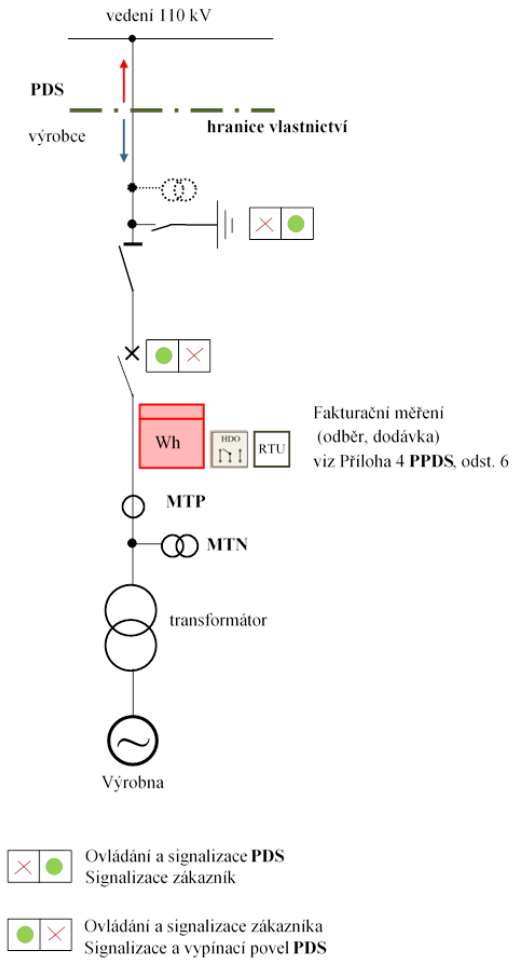 vedení 110 kV
PDS
hranice vlastnictví
výrobce
Wh
HDO
RTU
Fakturační měření
(odběr, dodávka)
viz Příloha 4 PPDS, odst. 6
MTP
MTN
transformátor
Výrobna
Ovládání a signalizace PDS
Signalizace zákazník
Ovládání a signalizace zákazníka
Signalizace a vypínací povel PDS